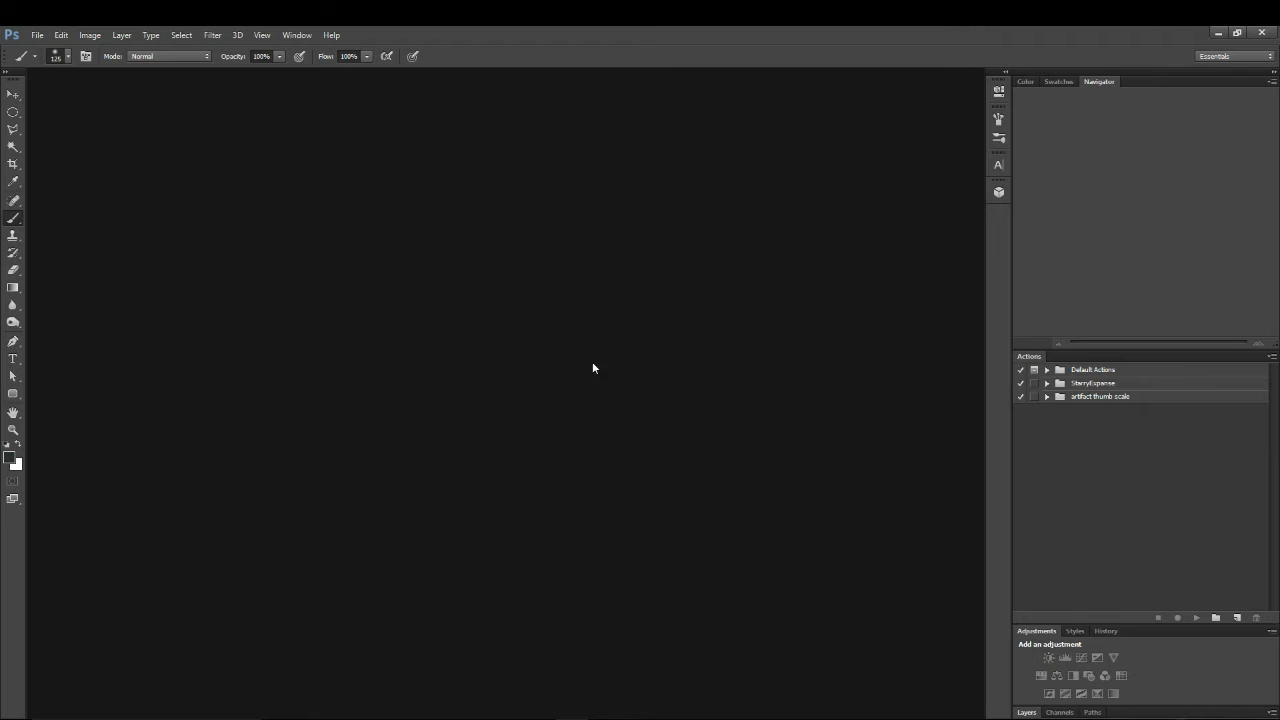 Ps File Edit Image Layer Type Select Filter 3D View Window Help
125 Mode: Normal Opacity: 100% Flow: 100% Essentials
Color Swatches Navigator
A
T
Actions
Default Actions
StarryExpanse
artifact thumb scale
Adjustments Styles History
Add an adjustment
Layers Channels Paths